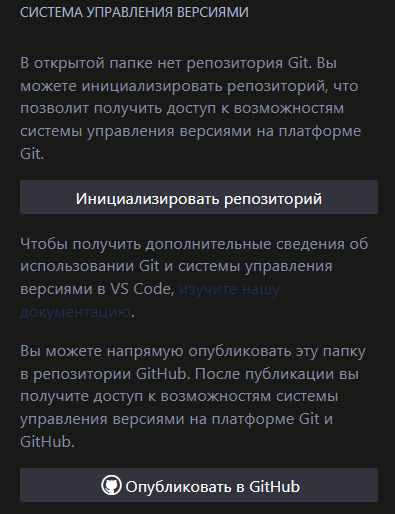 СИСТЕМА УПРАВЛЕНИЯ ВЕРСИЯМИ
В открытой папке нет репозитория Git. Вы
можете инициализировать репозиторий, что
позволит получить доступ к возможностям
системы управления версиями на платформе
Git.
Инициализировать репозиторий
Чтобы получить дополнительные сведения об
использовании Git и системы управления
версиями в VS Code, изучите нашу
документацию.
Вы можете напрямую опубликовать эту папку
в репозитории GitHub. После публикации вы
получите доступ к возможностям системы
управления версиями на платформе Git и
GitHub.
Опубликовать в GitHub